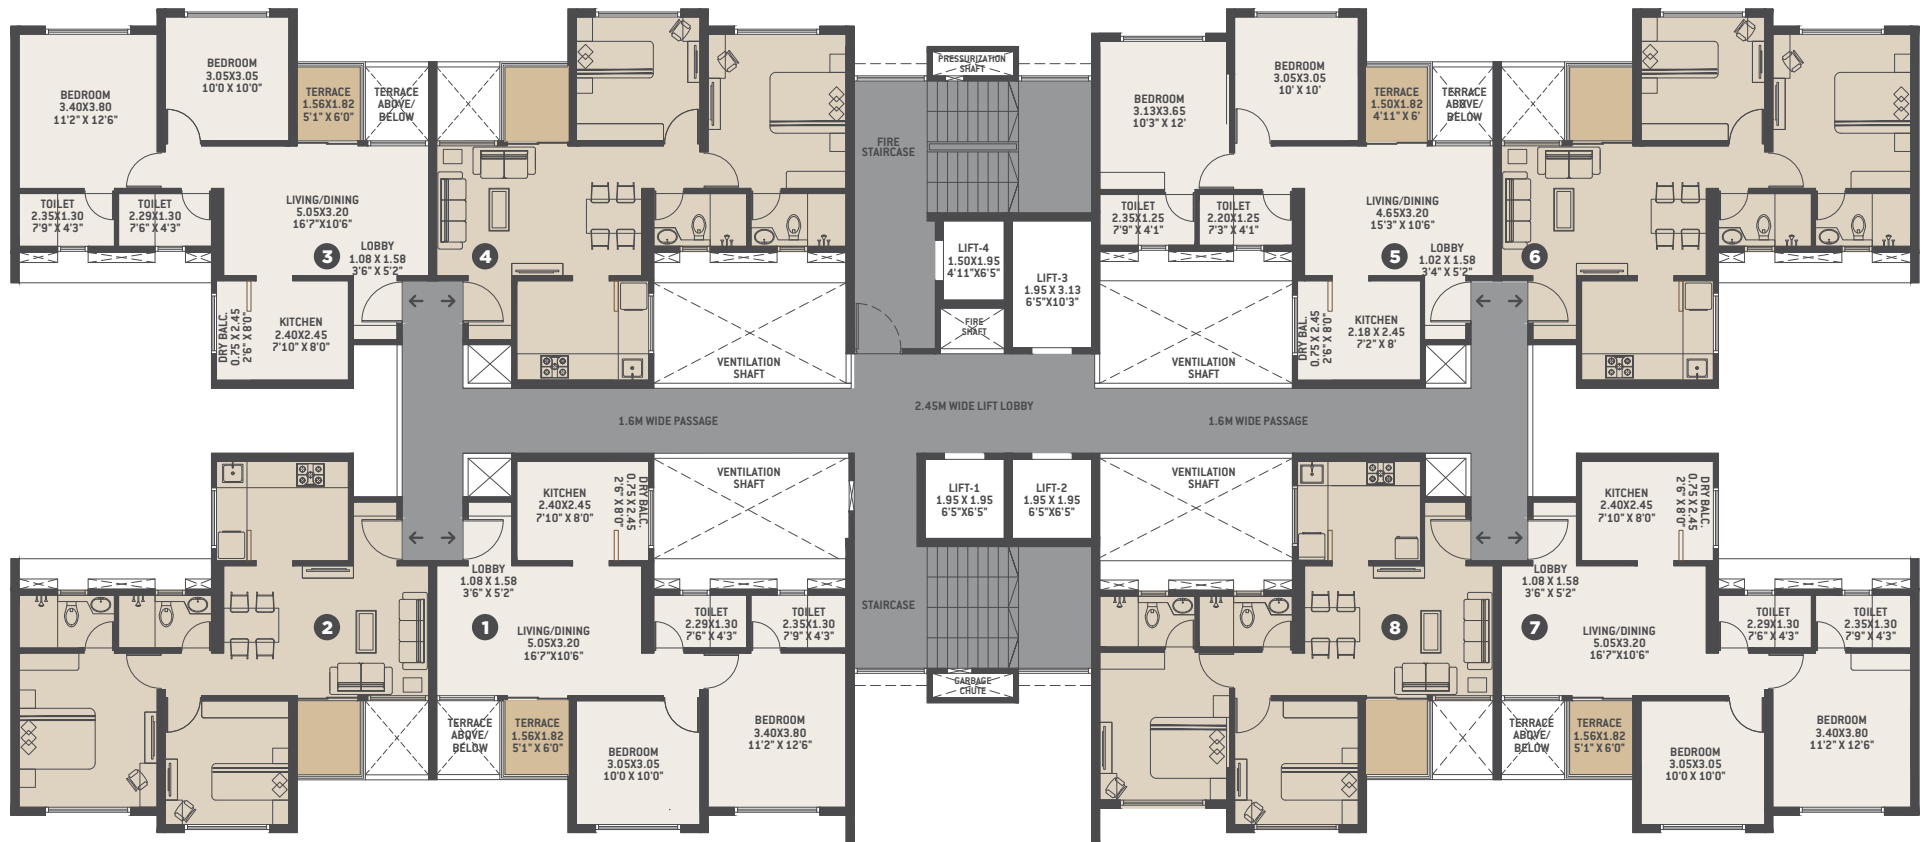 BEDROOM
3.40X3.80
11'2" X 12'6"
BEDROOM
3.05X3.05
10'0 X 10'0"
TERRACE
1.56X1.82
5'1" X 6'0"
TERRACE
ABOVE/
BELOW
TOILET
2.35X1.30
7'9" X 4'3"
TOILET
2.29X1.30
7'6" X 4'3"
LIVING/DINING
5.05X3.20
16'7"X10'6"
3
LOBBY
1.08 X 1.58
3'6" X 5'2"
4
DRY BALC.
0.75 X 2.45
2'6" X 8'0"
KITCHEN
2.40X2.45
7'10" X 8'0"
VENTILATION
SHAFT
PRESSURIZATION
SHAFT
FIRE
STAIRCASE
LIFT-4
1.50X1.95
4'11"X6'5"
LIFT-3
1.95 X 3.13
6'5"X10'3"
FIRE
SHAFT
BEDROOM
3.13X3.65
10'3" X 12'
BEDROOM
3.05X3.05
10' X 10'
TERRACE
1.50X1.82
4'11" X 6'
TERRACE
ABOVE/
BELOW
TOILET
2.35X1.25
7'9" X 4'1"
TOILET
2.20X1.25
7'3" X 4'1"
LIVING/DINING
4.65X3.20
15'3" X 10'6"
5
LOBBY
1.02 X 1.58
3'4" X 5'2"
6
VENTILATION
SHAFT
DRY BAL.
0.75 X 2.45
2'6" X 8'0"
KITCHEN
2.18 X 2.45
7'2" X 8'
1.6M WIDE PASSAGE
2.45M WIDE LIFT LOBBY
1.6M WIDE PASSAGE
2
1
KITCHEN
2.40X2.45
7'10" X 8'0"
DRY BALC.
0.75 X 2.45
2'6" X 8'0"
VENTILATION
SHAFT
LOBBY
1.08 X 1.58
3'6" X 5'2"
LIVING/DINING
5.05X3.20
16'7"X10'6"
TOILET
2.29X1.30
7'6" X 4'3"
TOILET
2.35X1.30
7'9" X 4'3"
TERRACE
ABOVE/
BELOW
TERRACE
1.56X1.82
5'1" X 6'0"
BEDROOM
3.05X3.05
10'0 X 10'0"
BEDROOM
3.40X3.80
11'2" X 12'6"
LIFT-1
1.95 X 1.95
6'5"X6'5"
LIFT-2
1.95 X 1.95
6'5"X6'5"
STAIRCASE
GARBAGE
CHUTE
VENTILATION
SHAFT
8
7
KITCHEN
2.40X2.45
7'10" X 8'0"
DRY BALC.
0.75 X 2.45
2'6" X 8'0"
LOBBY
1.08 X 1.58
3'6" X 5'2"
LIVING/DINING
5.05X3.20
16'7"X10'6"
TOILET
2.29X1.30
7'6" X 4'3"
TOILET
2.35X1.30
7'9" X 4'3"
TERRACE
ABOVE/
BELOW
TERRACE
1.56X1.82
5'1" X 6'0"
BEDROOM
3.05X3.05
10'0 X 10'0"
BEDROOM
3.40X3.80
11'2" X 12'6"